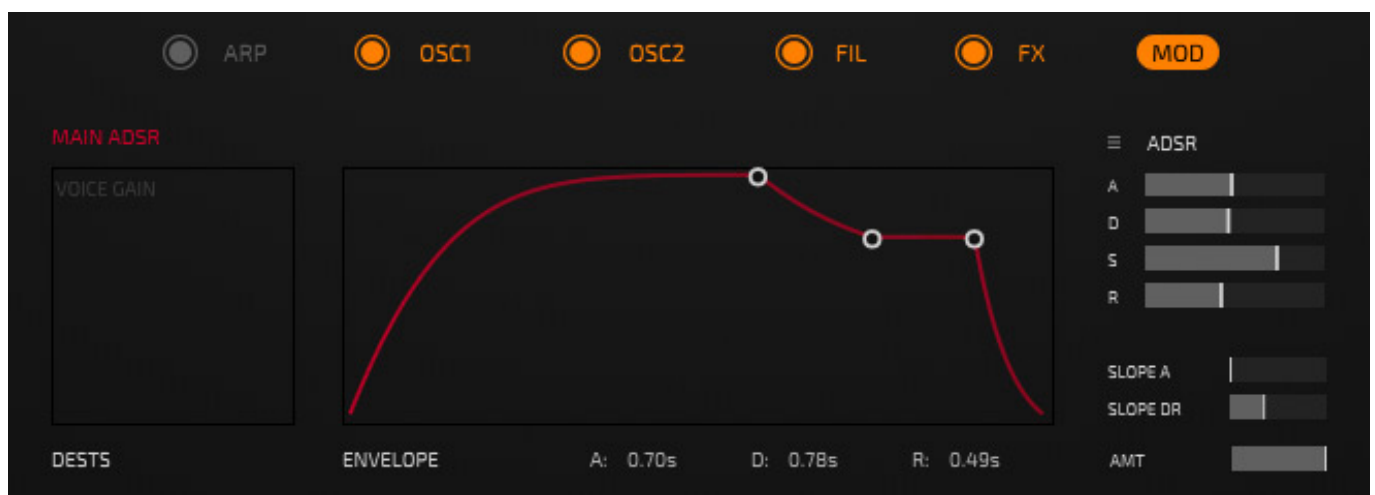 ARP OSC1 OSC2 FIL FX MOD
MAIN ADSR
VOICE GAIN
ADSR
A
D
S
R
SLOPE A
SLOPE DR
DESTS
ENVELOPE A: 0.70s D: 0.78s R: 0.49s
AMT